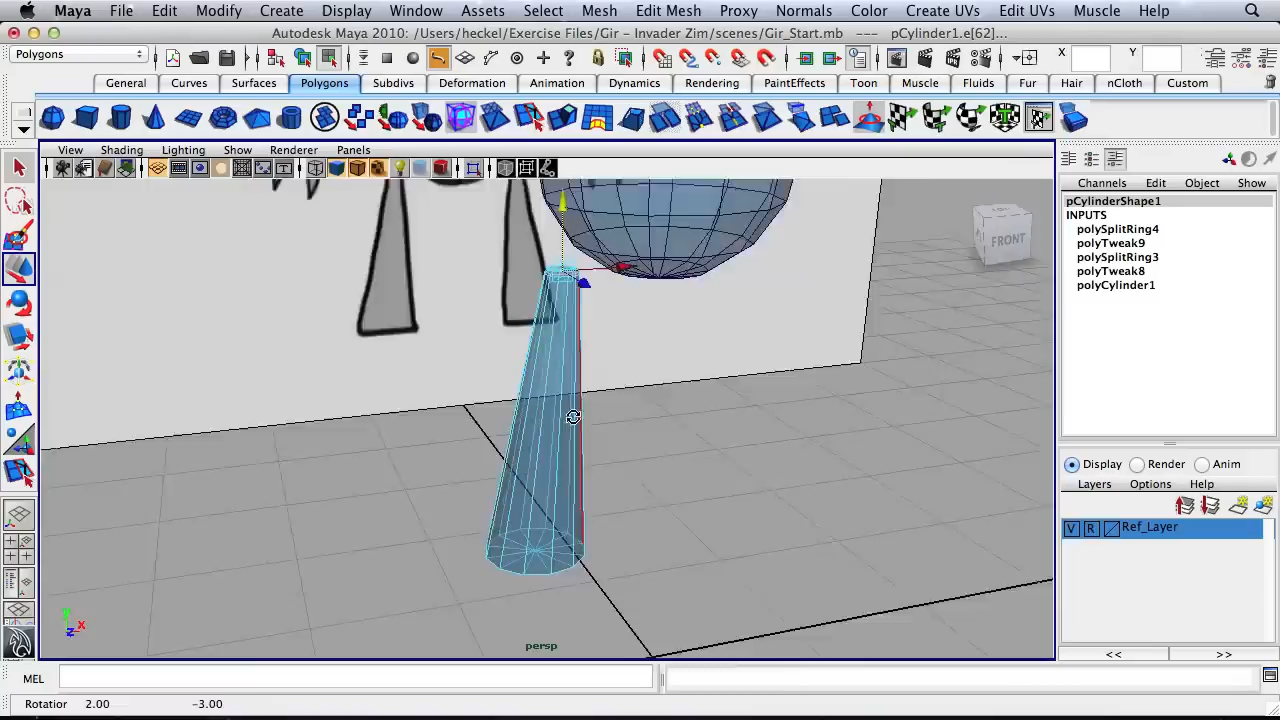 Maya File Edit Modify Create Display Window Assets Select Mesh Edit Mesh Proxy Normals Color Create UVs Edit UVs Muscle Help
Autodesk Maya 2010: /Users/heckel/Exercise Files/Gir – Invader Zim/scenes/Gir_Start.mb --- pCylinder1.e[62]...
Polygons X Y
General Curves Surfaces Polygons Subdivs Deformation Animation Dynamics Rendering PaintEffects Toon Muscle Fluids Fur Hair nCloth Custom
View Shading Lighting Show Renderer Panels
Channels Edit Object Show
pCylinderShape1
INPUTS
polySplitRing4
polyTweak9
polySplitRing3
polyTweak8
polyCylinder1
FRONT
Display Render Anim
Layers Options Help
V R Ref_Layer
y
x
z
persp
<< >>
MEL
Rotatior 2.00 -3.00